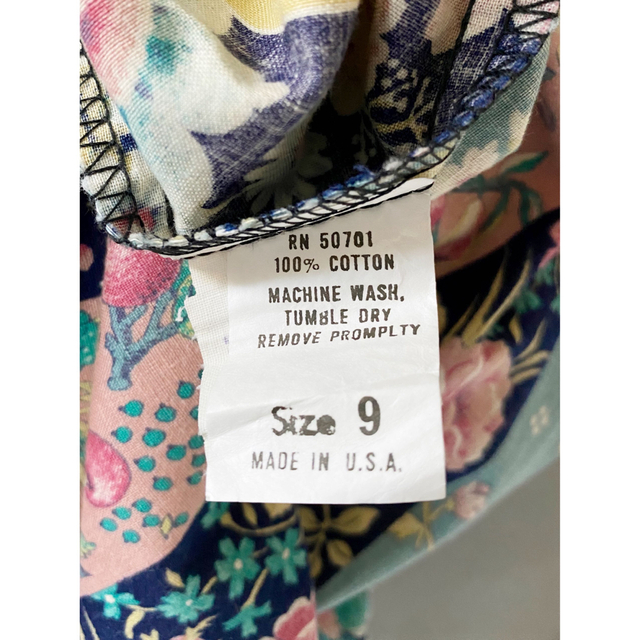 RN 50701
100% COTTON
MACHINE WASH,
TUMBLE DRY
REMOVE PROMPLTY
Size 9
MADE IN U.S.A.